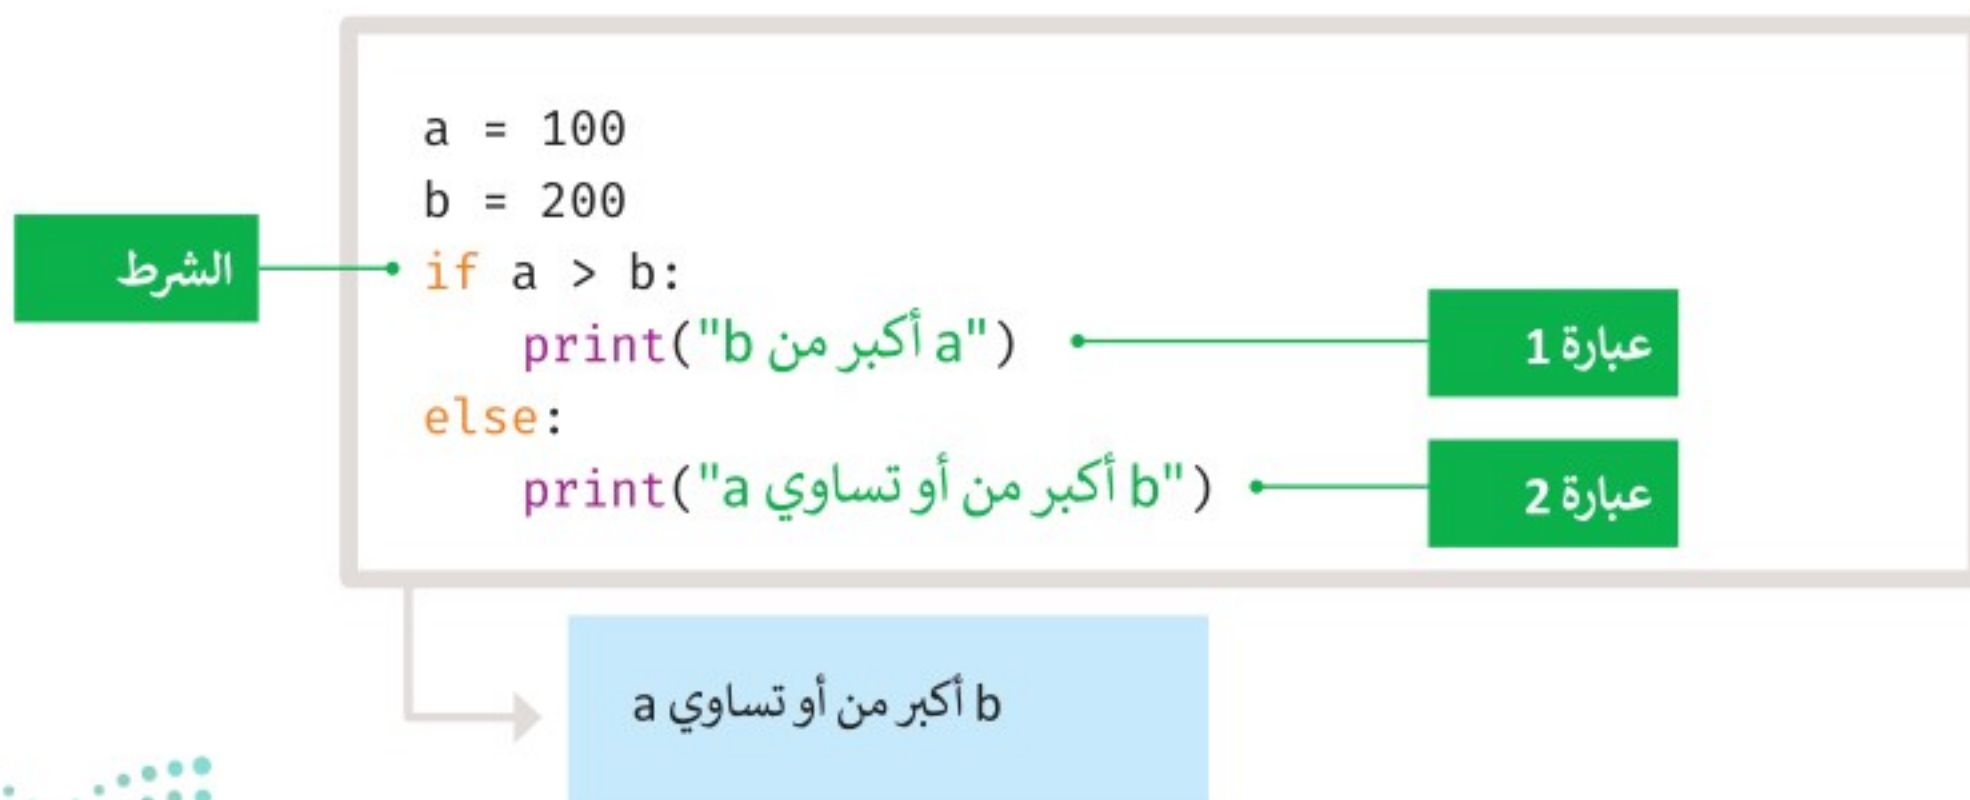 a = 100
b = 200
الشرط
if a > b:
print("a أكبر من b")
عبارة 1
else:
print("b أكبر من أو تساوي a")
عبارة 2
b أكبر من أو تساوي a